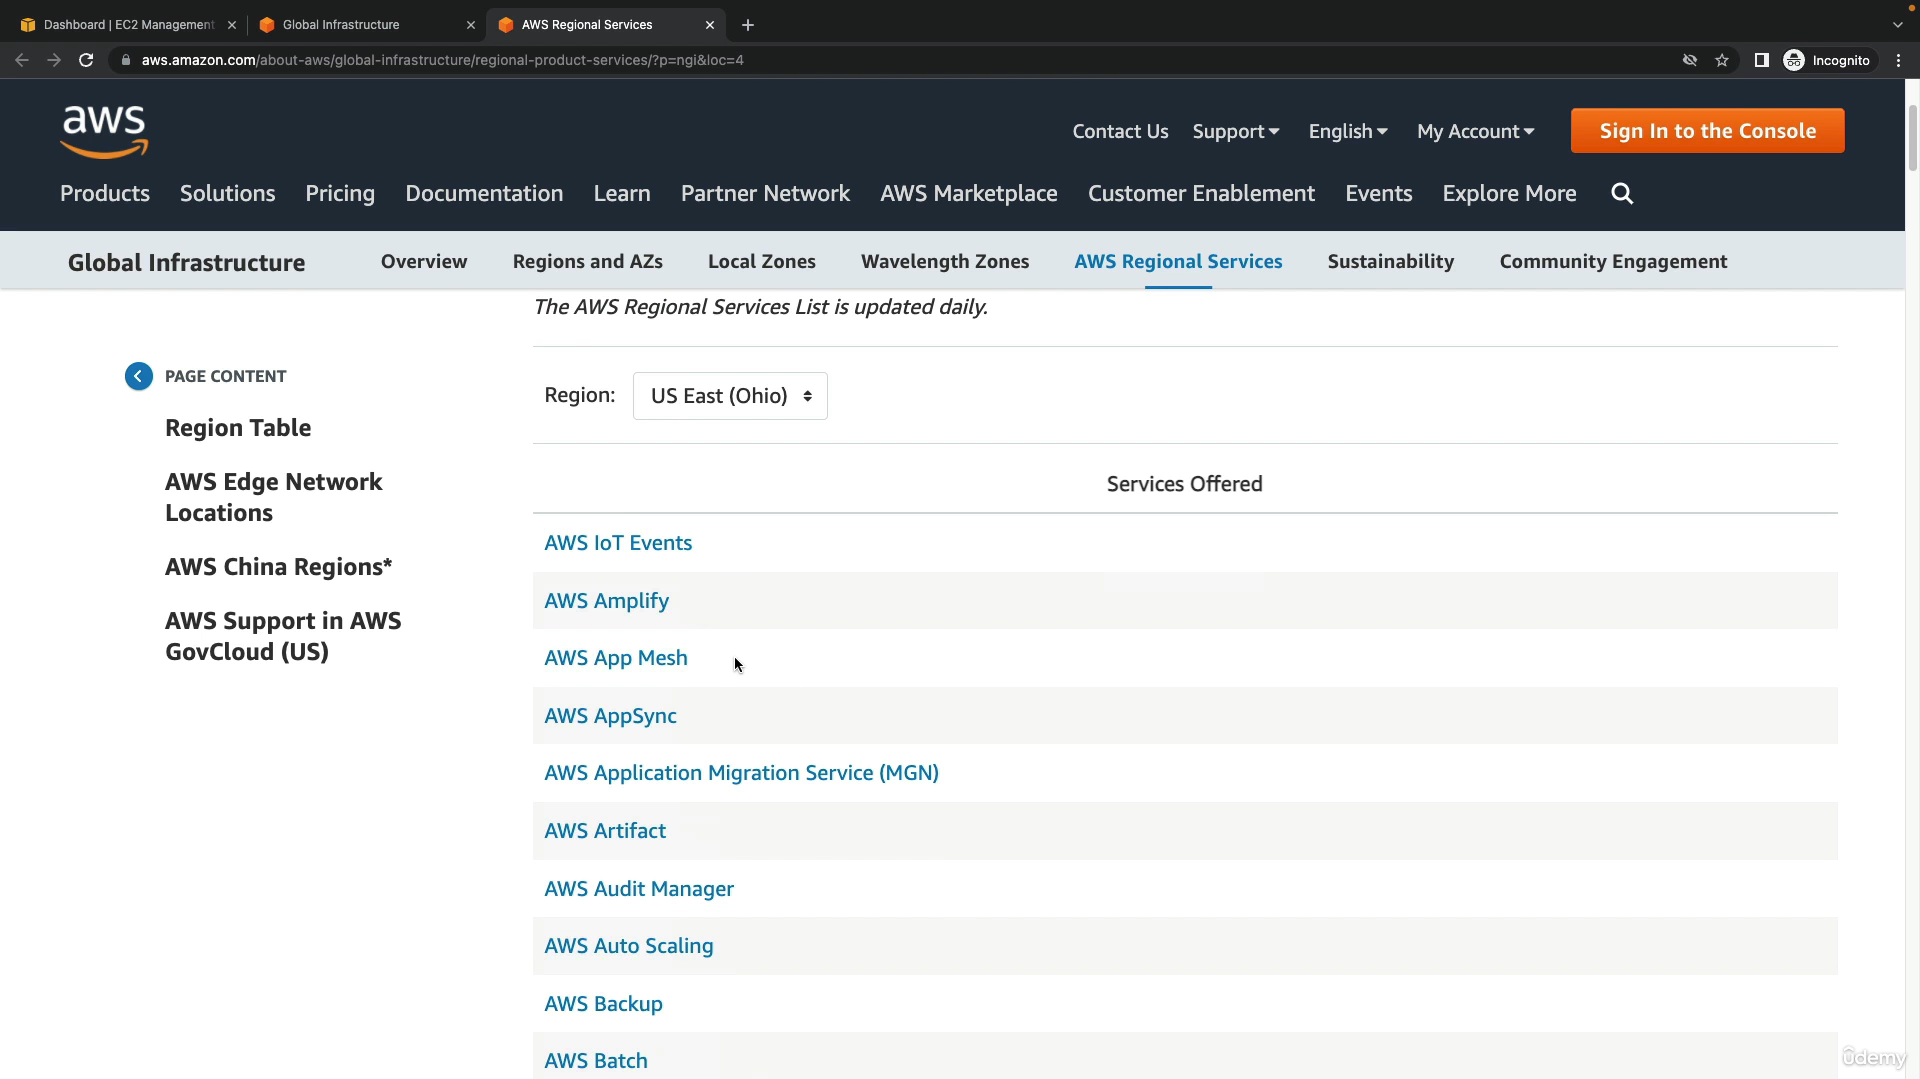 Dashboard | EC2 Management
Global Infrastructure
AWS Regional Services
aws.amazon.com/about-aws/global-infrastructure/regional-product-services/?p=ngi&loc=4
Incognito
aws
Contact Us
Support
English
My Account
Sign In to the Console
Products
Solutions
Pricing
Documentation
Learn
Partner Network
AWS Marketplace
Customer Enablement
Events
Explore More
Global Infrastructure
Overview
Regions and AZs
Local Zones
Wavelength Zones
AWS Regional Services
Sustainability
Community Engagement
The AWS Regional Services List is updated daily.
PAGE CONTENT
Region Table
AWS Edge Network
Locations
AWS China Regions*
AWS Support in AWS
GovCloud (US)
Region:
US East (Ohio)
Services Offered
AWS IoT Events
AWS Amplify
AWS App Mesh
AWS AppSync
AWS Application Migration Service (MGN)
AWS Artifact
AWS Audit Manager
AWS Auto Scaling
AWS Backup
AWS Batch
ûdemy